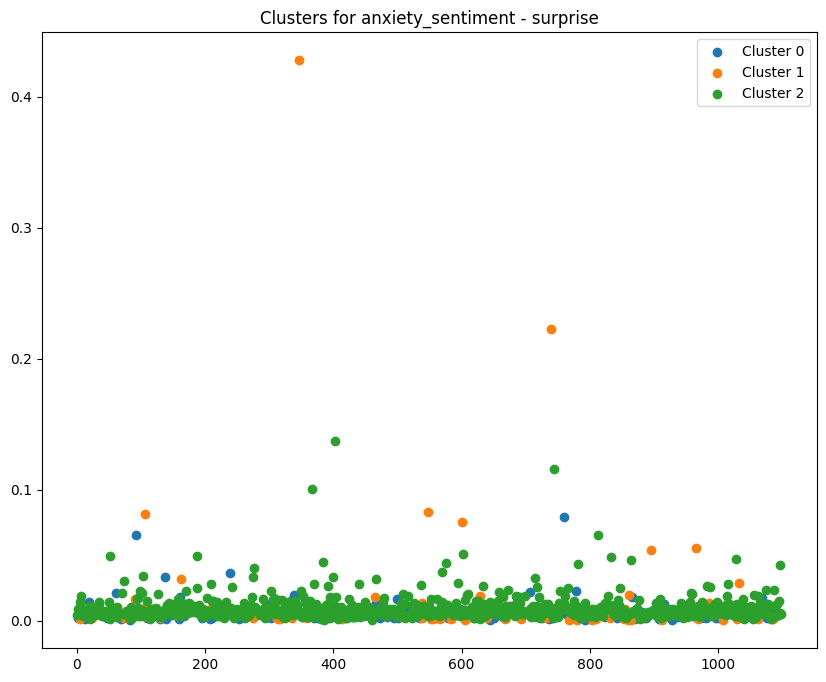 Clusters for anxiety_sentiment - surprise
Cluster 0
Cluster 1
Cluster 2
0.4
0.3
0.2
0.1
0.0
0 200 400 600 800 1000